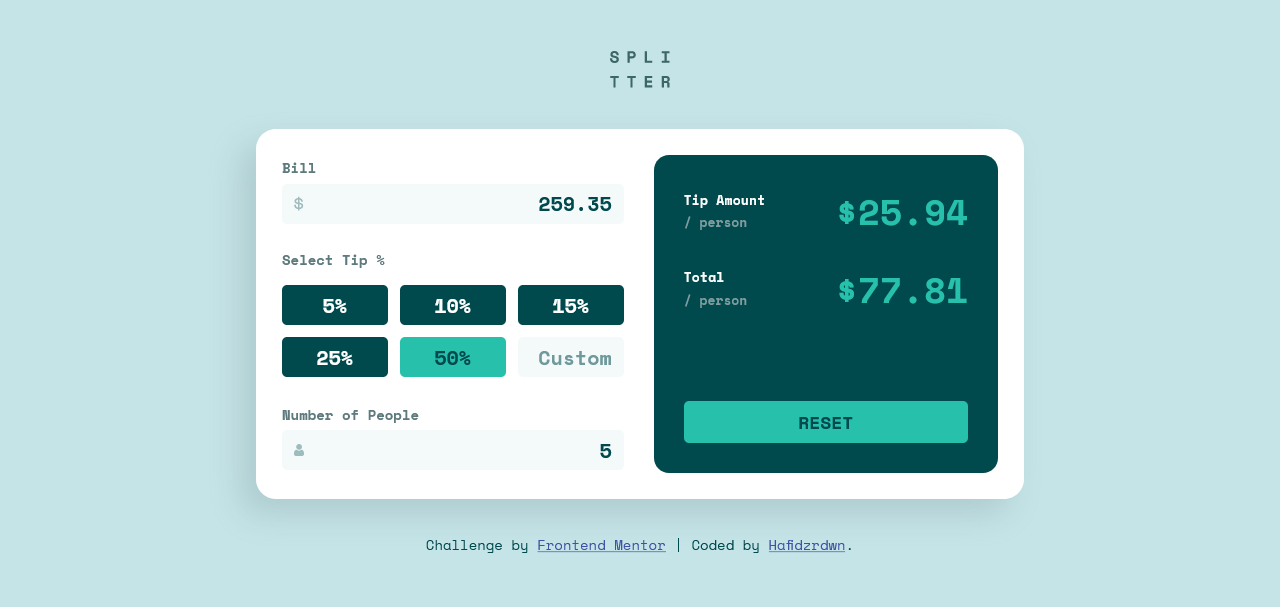 SPLI
TTER
Bill
$ 259.35
Select Tip %
5% 10% 15%
25% 50% Custom
Number of People
5
Tip Amount
/ person
$25.94
Total
/ person
$77.81
RESET
Challenge by Frontend Mentor | Coded by Hafidzrdwn.